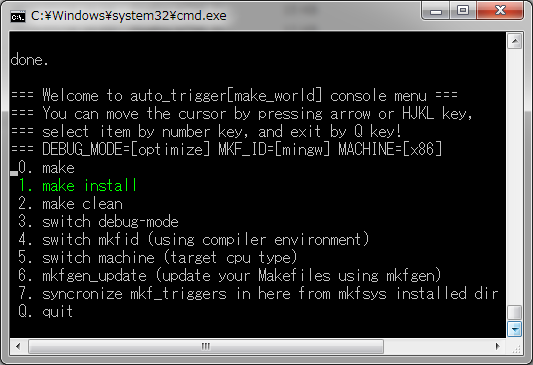 C:¥Windows¥system32¥cmd.exe
done.
=== Welcome to auto_trigger[make_world] console menu ===
=== You can move the cursor by pressing arrow or HJKL key,
=== select item by number key, and exit by Q key!
=== DEBUG_MODE=[optimize] MKF_ID=[mingw] MACHINE=[x86]
0. make
1. make install
2. make clean
3. switch debug-mode
4. switch mkfid (using compiler environment)
5. switch machine (target cpu type)
6. mkfgen_update (update your Makefiles using mkfgen)
7. syncronize mkf_triggers in here from mkfsys installed dir
Q. quit